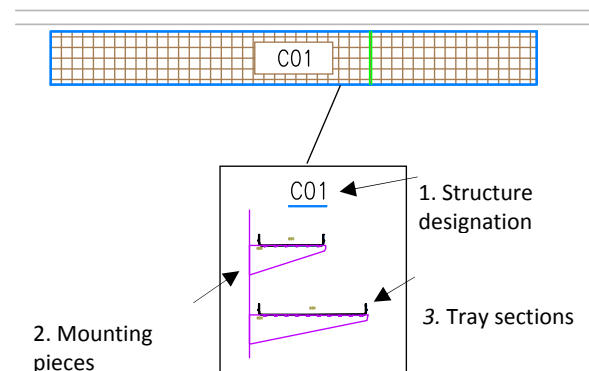 C01
C01
1. Structure
designation
3. Tray sections
2. Mounting
pieces